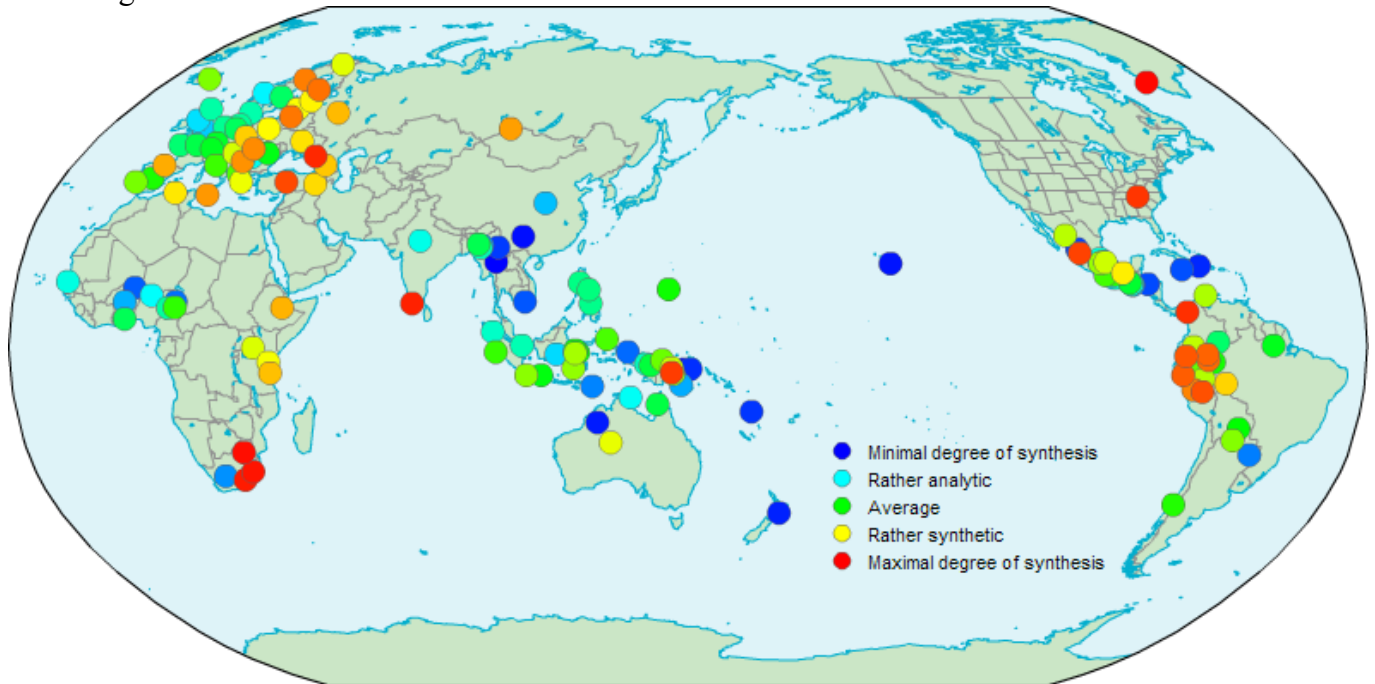 Minimal degree of synthesis
Rather analytic
Average
Rather synthetic
Maximal degree of synthesis